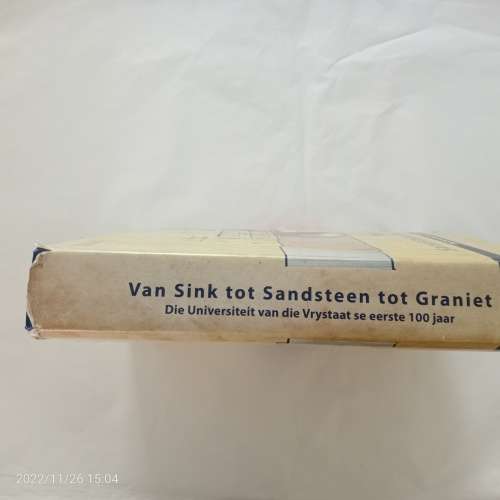 Van Sink tot Sandsteen tot Graniet
Die Universiteit van die Vrystaat se eerste 100 jaar
2022/11/26 15:04